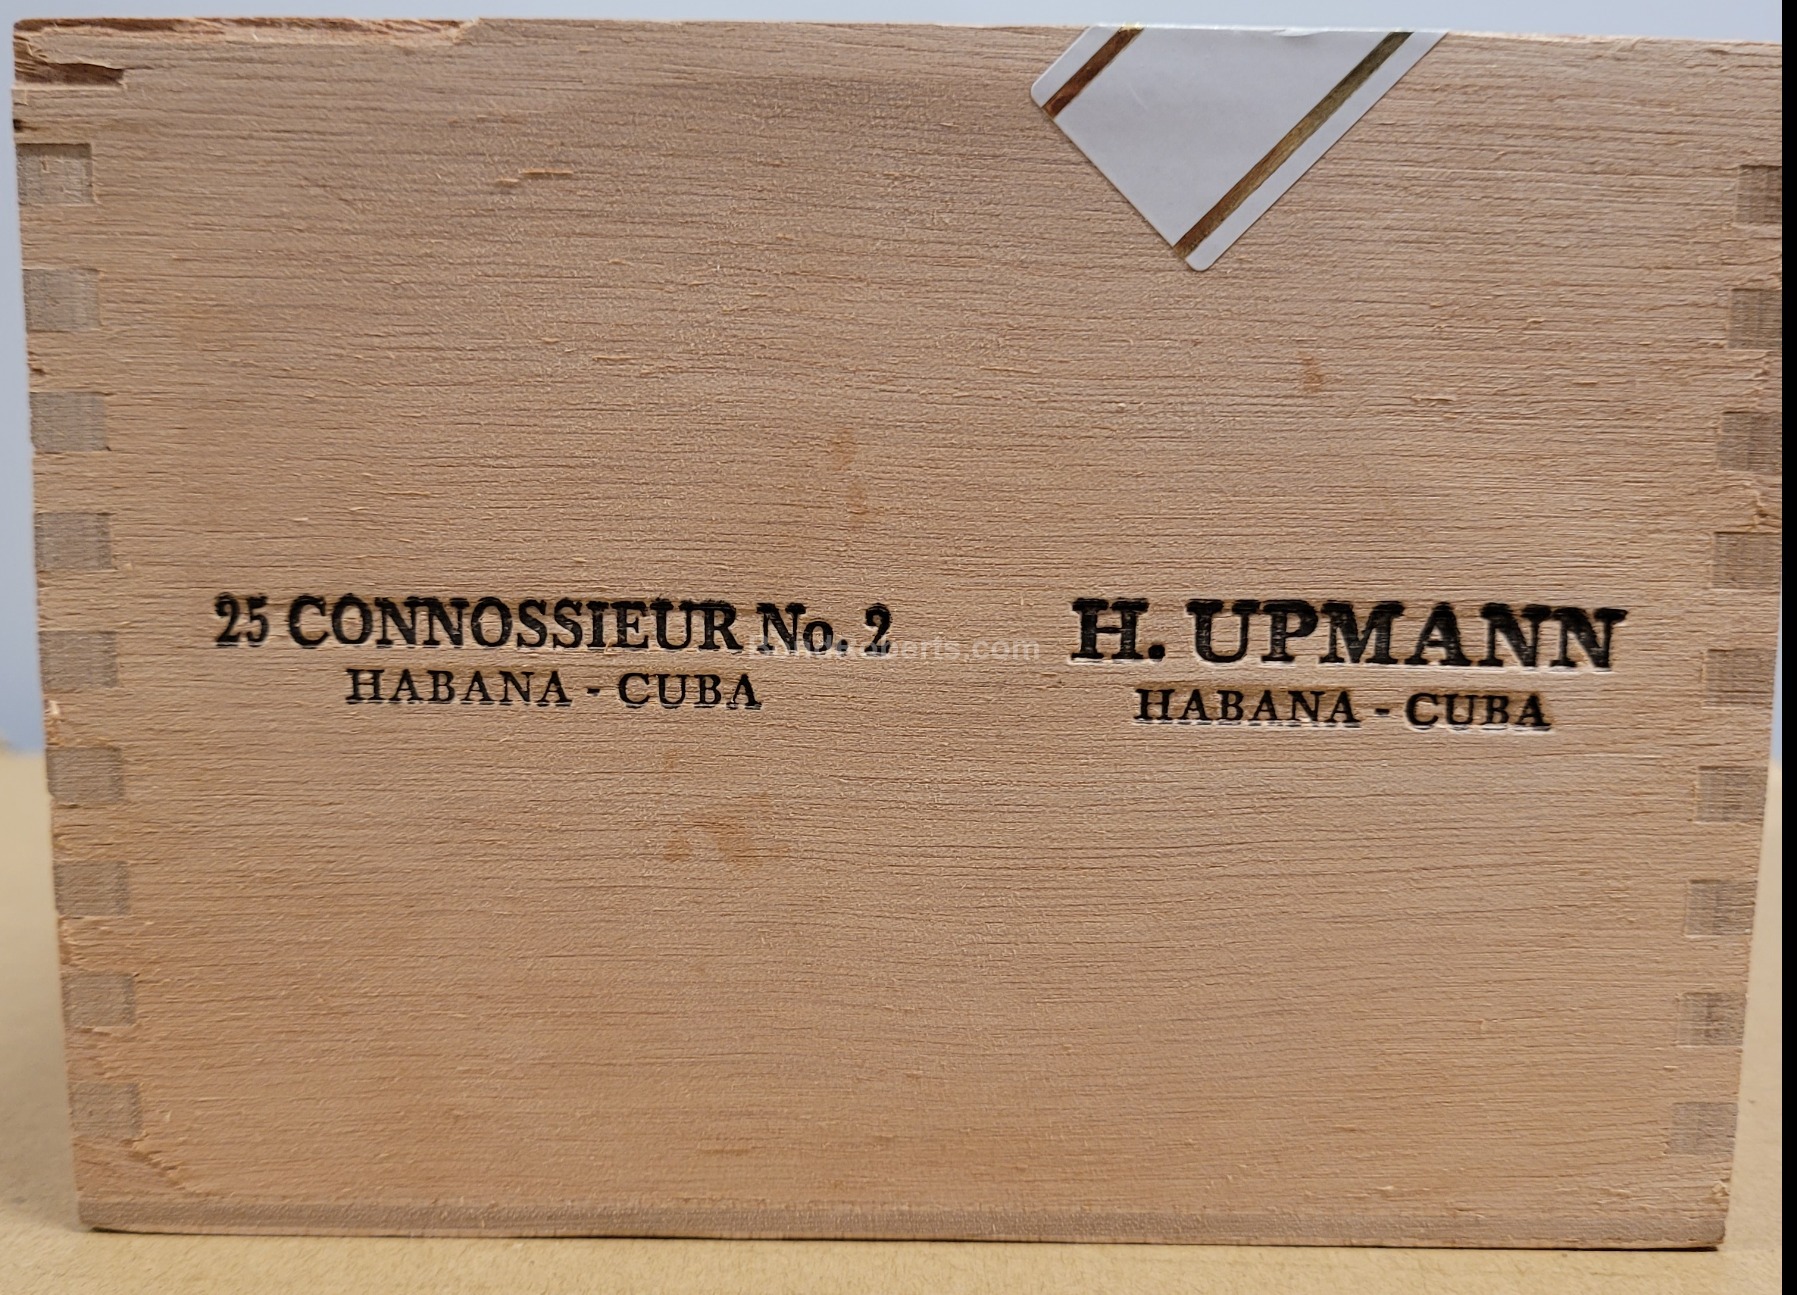 25 CONNOSSIEUR No. 2
HABANA - CUBA
H. UPMANN
HABANA - CUBA